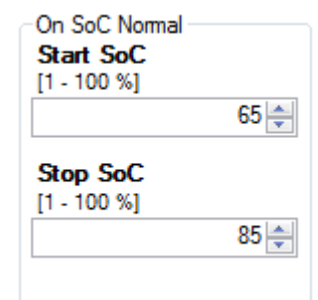 On SoC Normal
Start SoC
[1 - 100 %]
65
Stop SoC
[1 - 100 %]
85